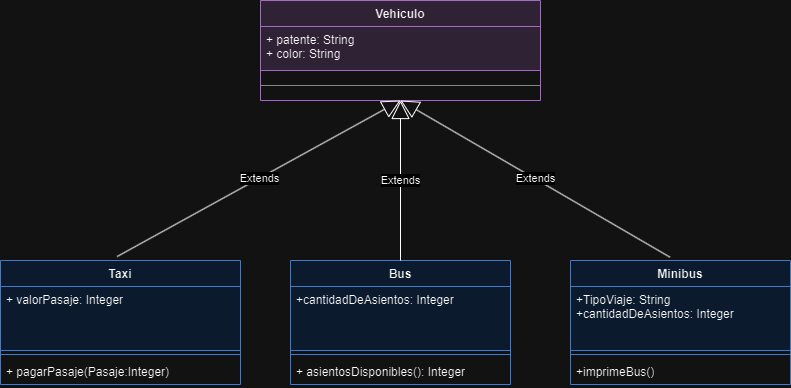 Vehiculo
+ patente: String
+ color: String
Extends
Extends
Extends
Taxi
+ valorPasaje: Integer
+ pagarPasaje(Pasaje:Integer)
Bus
+cantidadDeAsientos: Integer
+ asientosDisponibles(): Integer
Minibus
+TipoViaje: String
+cantidadDeAsientos: Integer
+imprimeBus()